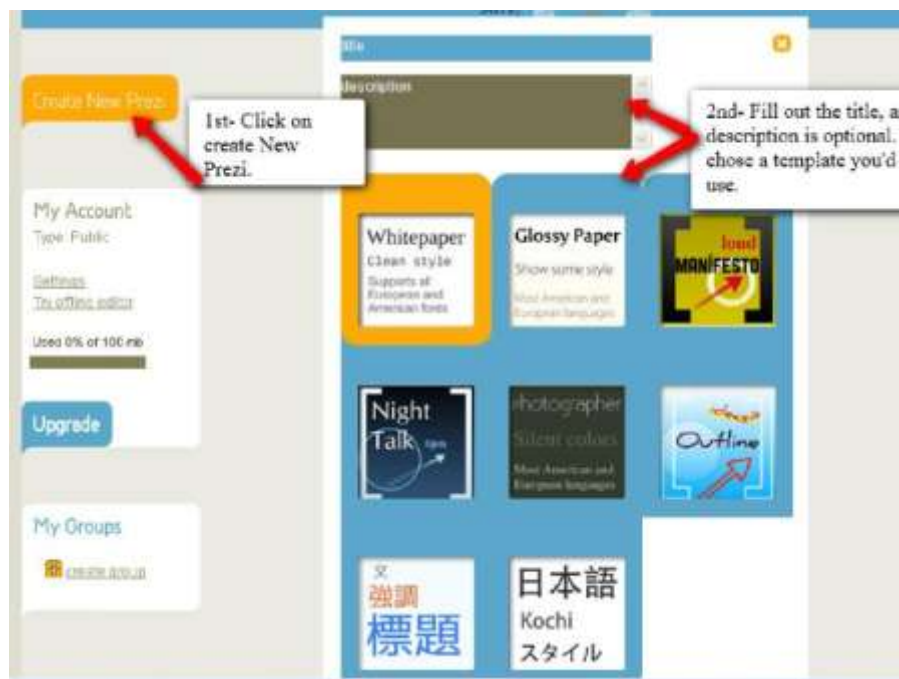 title
description
Create New Prezi
1st- Click on
create New
Prezi.
2nd- Fill out the title, a
description is optional.
chose a template you'd
use.
My Account
Type: Public
Settings
Try offline editor
Used 0% of 100 mb
Upgrade
My Groups
create group
Whitepaper
Clean style
Supports all
European and
American fonts
Glossy Paper
Show some style
Most American and
European languages
loud
MANIFESTO
Night
Talk
Photographer
Silent colors
Most American and
European languages
Outline
文
強調
標題
日本語
Kochi
スタイル